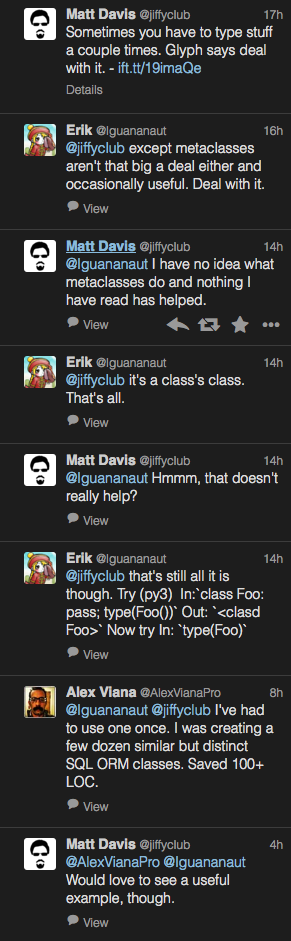 Matt Davis @jiffyclub 17h
Sometimes you have to type stuff
a couple times. Glyph says deal
with it. - ift.tt/19imaQe
Details
Erik @Iguananaut 16h
@jiffyclub except metaclasses
aren't that big a deal either and
occasionally useful. Deal with it.
View
Matt Davis @jiffyclub 14h
@Iguananaut I have no idea what
metaclasses do and nothing I
have read has helped.
View
Erik @Iguananaut 14h
@jiffyclub it's a class's class.
That's all.
View
Matt Davis @jiffyclub 14h
@Iguananaut Hmmm, that doesn't
really help?
View
Erik @Iguananaut 14h
@jiffyclub that's still all it is
though. Try (py3)  In:`class Foo:
pass; type(Foo())` Out: `<clasd
Foo>` Now try In: `type(Foo)`
View
Alex Viana @AlexVianaPro 8h
@Iguananaut @jiffyclub I've had
to use one once. I was creating a
few dozen similar but distinct
SQL ORM classes. Saved 100+
LOC.
View
Matt Davis @jiffyclub 4h
@AlexVianaPro @Iguananaut
Would love to see a useful
example, though.
View